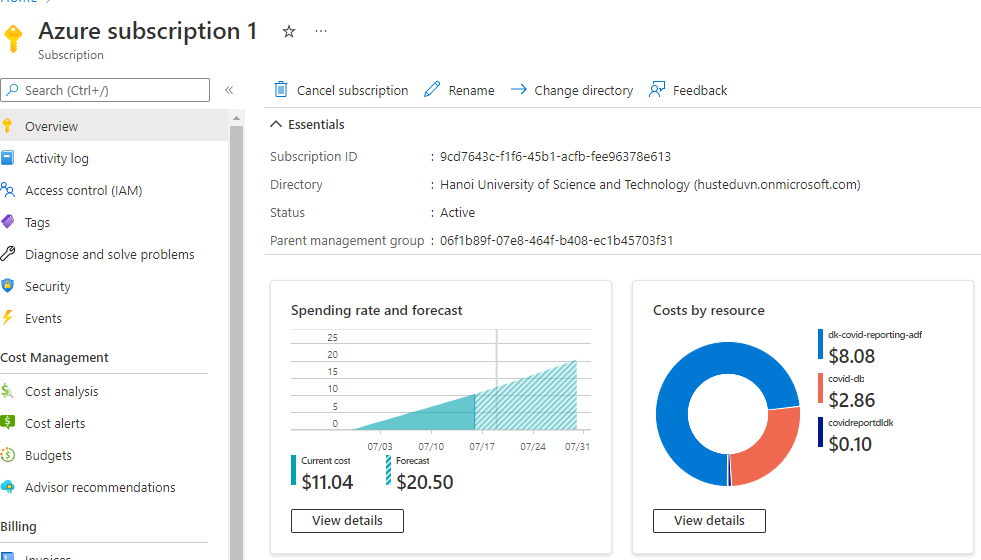 Home
Azure subscription 1
Subscription
Search (Ctrl+/)
«
Cancel subscription
Rename
Change directory
Feedback
Overview
Activity log
Access control (IAM)
Tags
Diagnose and solve problems
Security
Events
Cost Management
Cost analysis
Cost alerts
Budgets
Advisor recommendations
Billing
Invoices
Essentials
Subscription ID : 9cd7643c-f1f6-45b1-acfb-fee96378e613
Directory : Hanoi University of Science and Technology (husteduvn.onmicrosoft.com)
Status : Active
Parent management group : 06f1b89f-07e8-464f-b408-ec1b45703f31
Spending rate and forecast
25
20
15
10
5
0
07/03 07/10 07/17 07/24 07/31
Current cost
$11.04
Forecast
$20.50
View details
Costs by resource
dk-covid-reporting-adf
$8.08
covid-db
$2.86
covidreportdldk
$0.10
View details